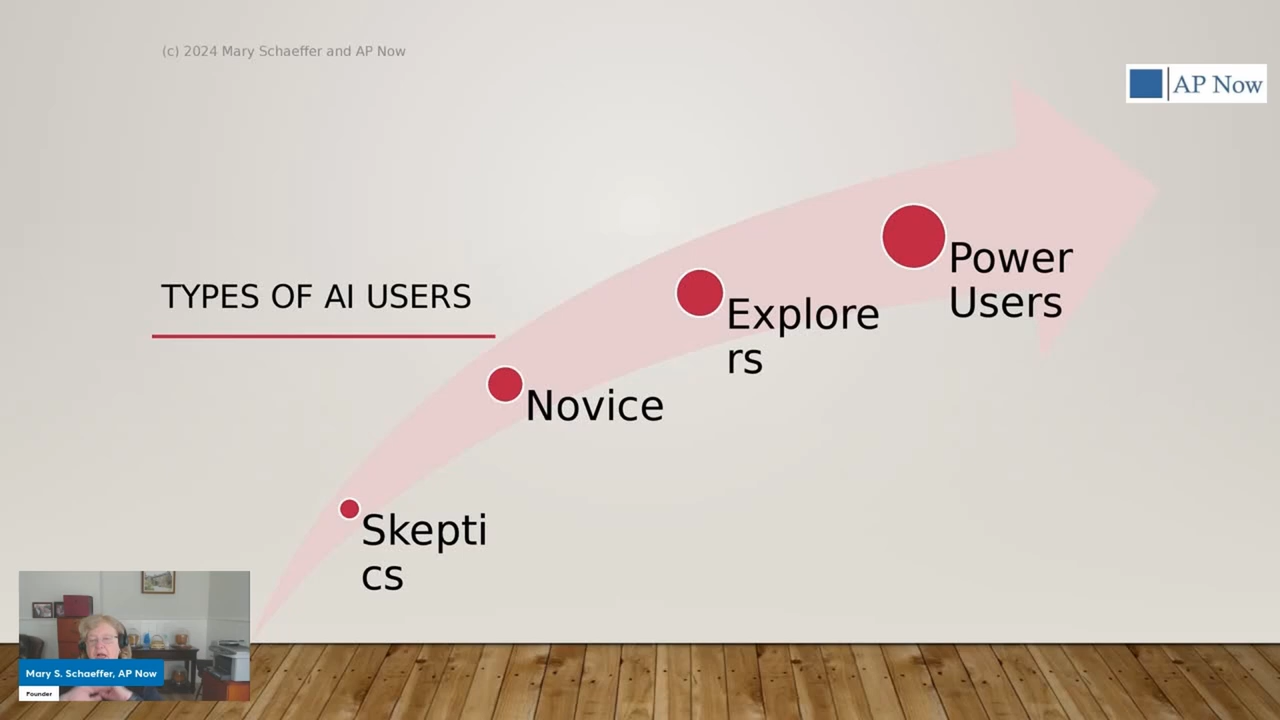 (c) 2024 Mary Schaeffer and AP Now
AP Now
TYPES OF AI USERS
Power
Users
Explore
rs
Novice
Skepti
cs
Mary S. Schaeffer, AP Now
Founder